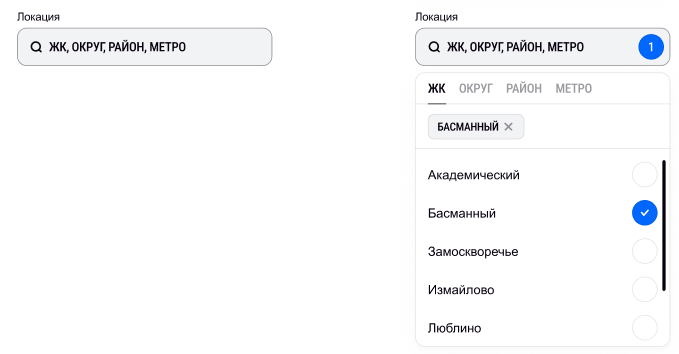 Локация
ЖК, ОКРУГ, РАЙОН, МЕТРО
Локация
ЖК, ОКРУГ, РАЙОН, МЕТРО 1
ЖК ОКРУГ РАЙОН МЕТРО
БАСМАННЫЙ
Академический
Басманный
Замоскворечье
Измайлово
Люблино